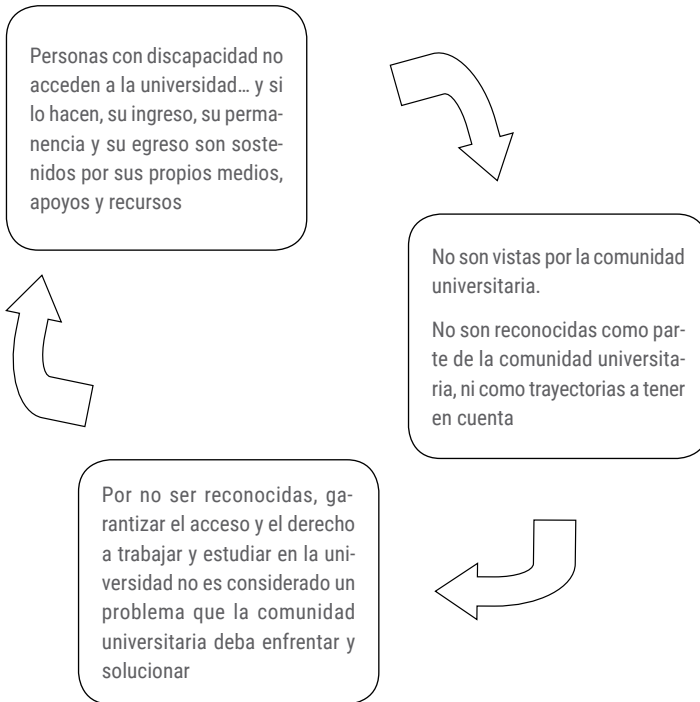 Personas con discapacidad no
acceden a la universidad... y si
lo hacen, su ingreso, su perma-
nencia y su egreso son soste-
nidos por sus propios medios,
apoyos y recursos
No son vistas por la comunidad
universitaria.
No son reconocidas como par-
te de la comunidad universita-
ria, ni como trayectorias a tener
en cuenta
Por no ser reconocidas, ga-
rantizar el acceso y el derecho
a trabajar y estudiar en la uni-
versidad no es considerado un
problema que la comunidad
universitaria deba enfrentar y
solucionar